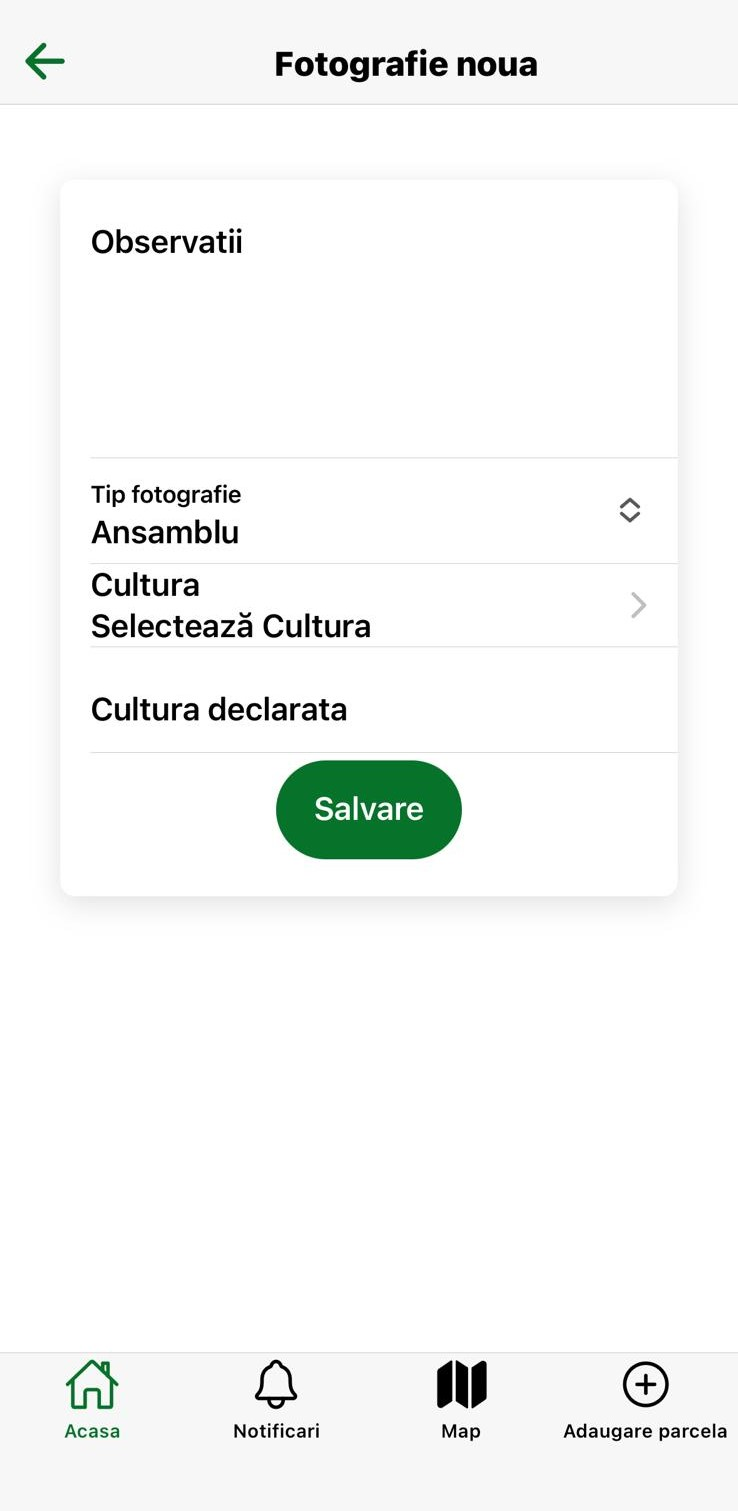 Fotografie noua
Observatii
Tip fotografie
Ansamblu
Cultura
Selectează Cultura
Cultura declarata
Salvare
Acasa
Notificari
Map
Adaugare parcela